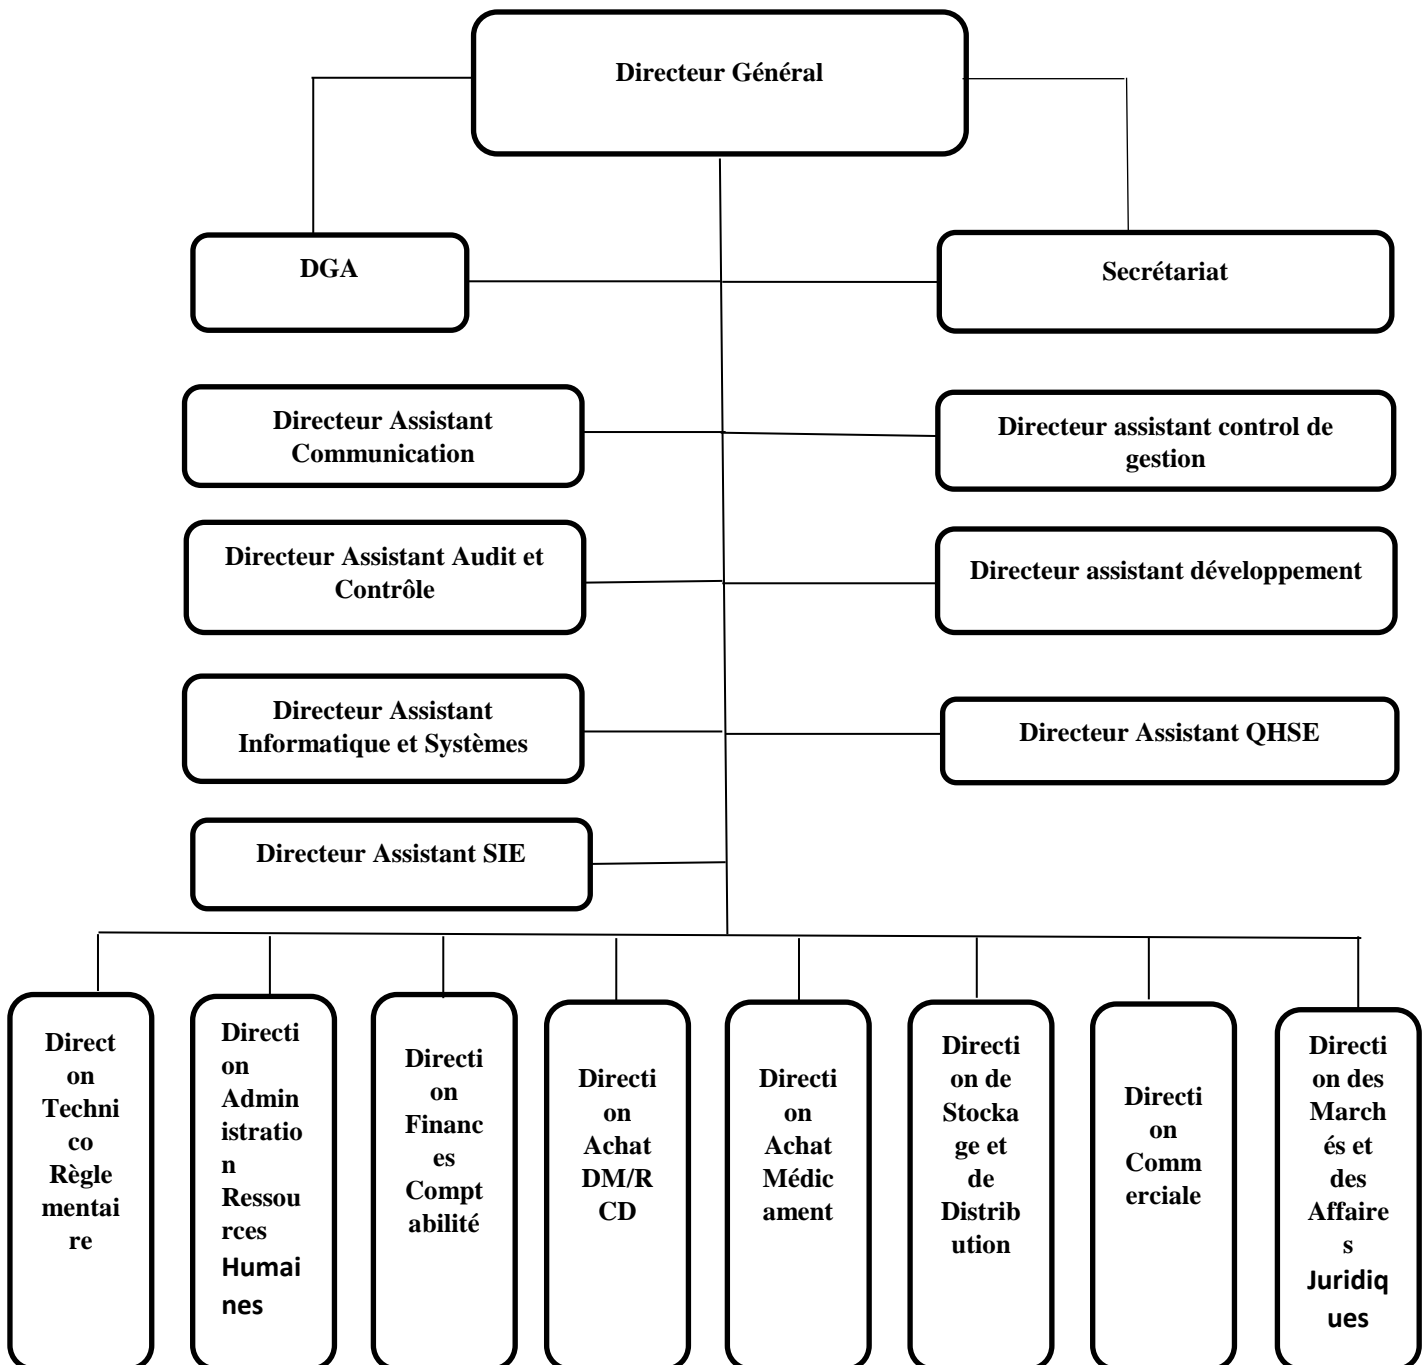 Directeur Général
DGA
Secrétariat
Directeur Assistant
Communication
Directeur assistant control de
gestion
Directeur Assistant Audit et
Contrôle
Directeur assistant développement
Directeur Assistant
Informatique et Systèmes
Directeur Assistant QHSE
Directeur Assistant SIE
Direct
on
Techni
co
Règle
mentai
re
Directi
on
Admin
istratio
n
Ressou
rces
Humai
nes
Directi
on
Financ
es
Compt
abilité
Directi
on
Achat
DM/R
CD
Directi
on
Achat
Médic
ament
Directi
on de
Stocka
ge et
de
Distrib
ution
Directi
on
Comm
erciale
Directi
on des
March
és et
des
Affaire
s
Juridiq
ues